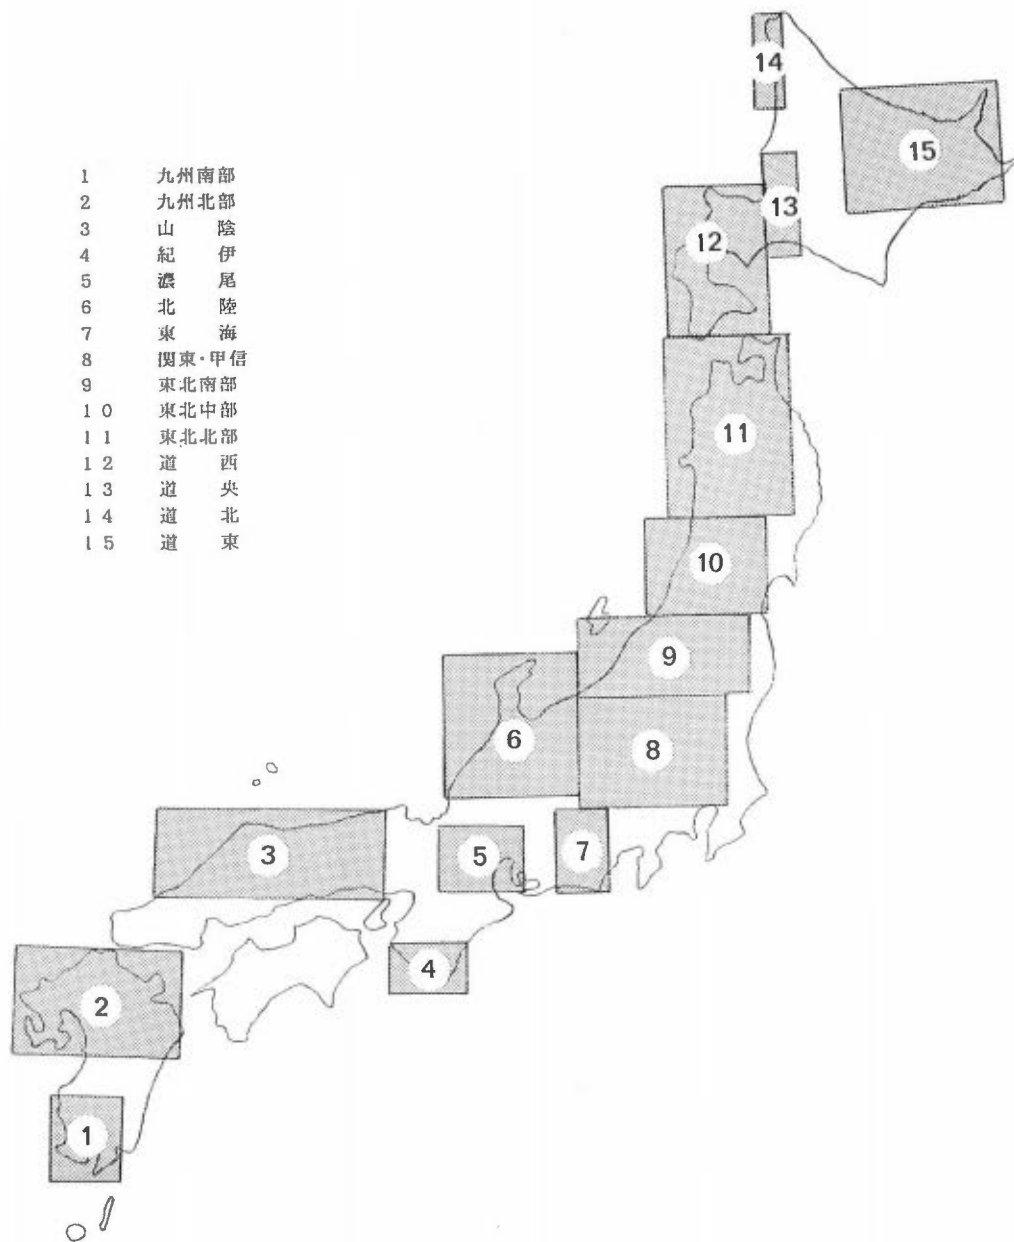 1 九州南部
2 九州北部
3 山陰
4 紀伊
5 濃尾
6 北陸
7 東海
8 関東・甲信
9 東北南部
10 東北中部
11 東北北部
12 道西
13 道央
14 道北
15 道東
14
15
13
12
11
10
9
6
8
3
5
7
4
2
1